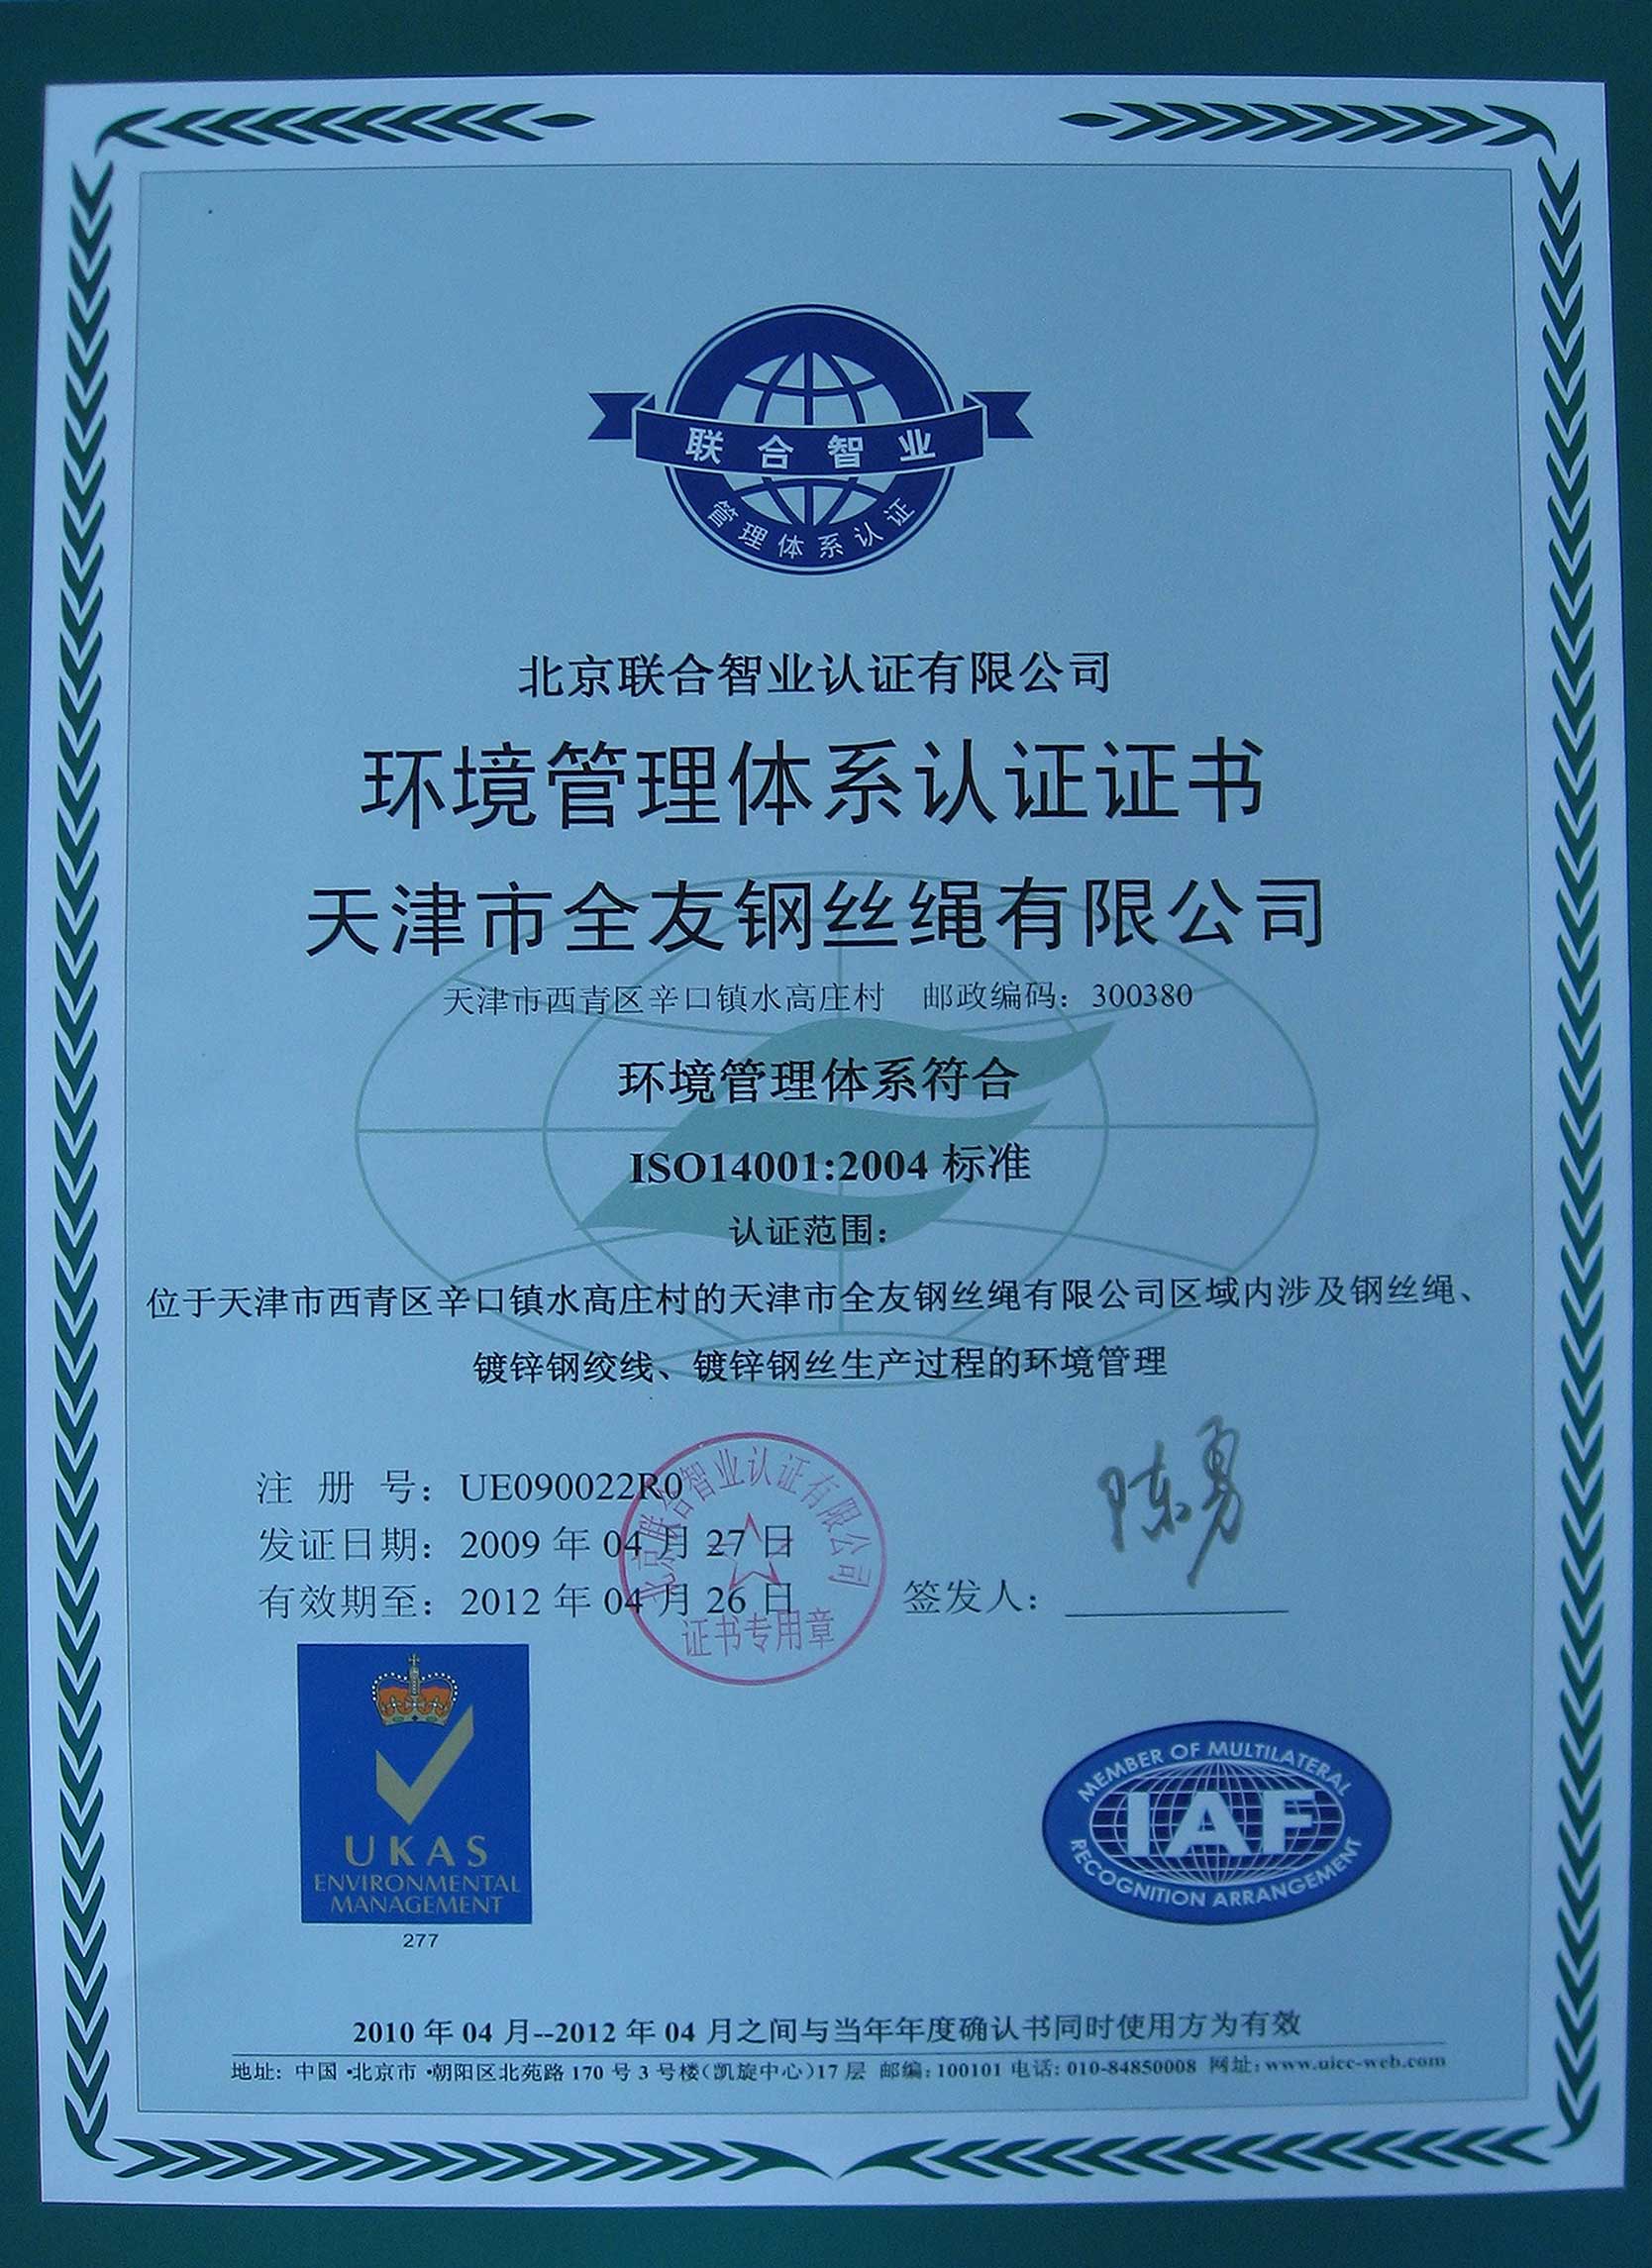 联合智业
管理体系认证
北京联合智业认证有限公司
环境管理体系认证证书
天津市全友钢丝绳有限公司
天津市西青区辛口镇水高庄村 邮政编码：300380
环境管理体系符合
ISO14001:2004 标准
认证范围：
位于天津市西青区辛口镇水高庄村的天津市全友钢丝绳有限公司区域内涉及钢丝绳、
镀锌钢绞线、镀锌钢丝生产过程的环境管理
注 册 号：UE090022R0
发证日期：2009 年 04 月 27 日
有效期至：2012 年 04 月 26 日
北京联合智业认证有限公司
证书专用章
签发人：
陈勇
UKAS
ENVIRONMENTAL
MANAGEMENT
277
MEMBER OF MULTILATERAL
IAF
RECOGNITION ARRANGEMENT
2010 年 04 月--2012 年 04 月之间与当年年度确认书同时使用方为有效
地址: 中国·北京市·朝阳区北苑路 170 号 3 号楼(凯旋中心)17 层 邮编: 100101 电话: 010-84850008 网址: www.uicc-web.com